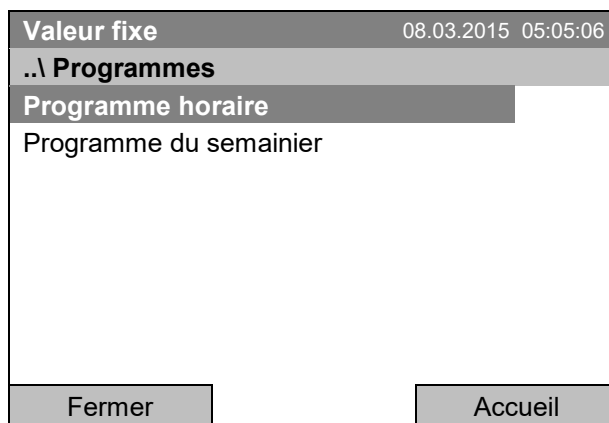 Valeur fixe 08.03.2015 05:05:06
..\ Programmes
Programme horaire
Programme du semainier
Fermer Accueil